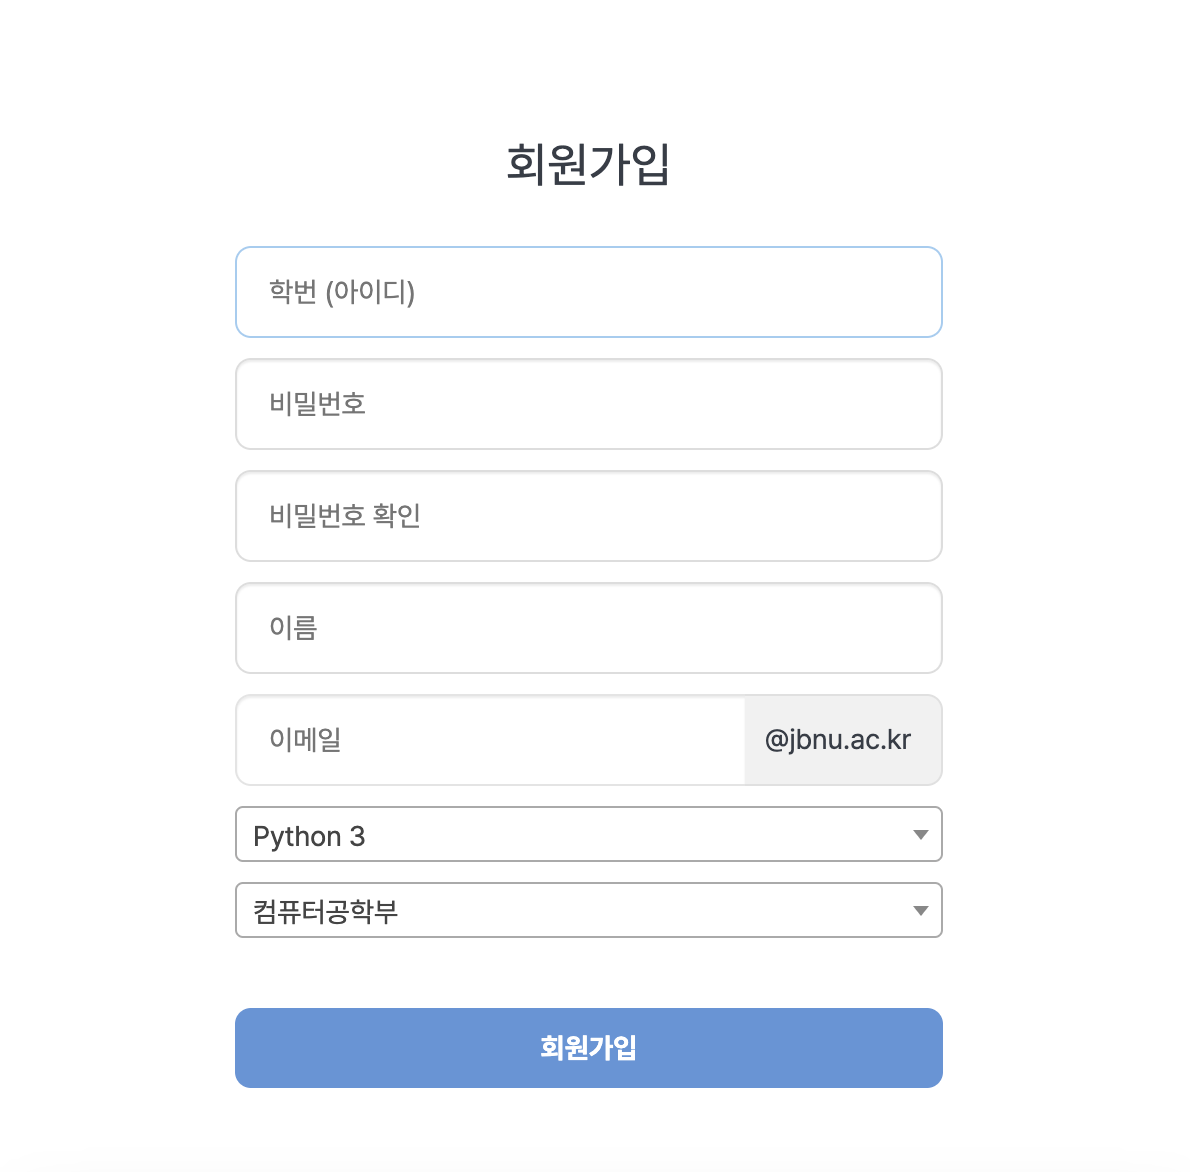 회원가입
학번 (아이디)
비밀번호
비밀번호 확인
이름
이메일 @jbnu.ac.kr
Python 3
컴퓨터공학부
회원가입